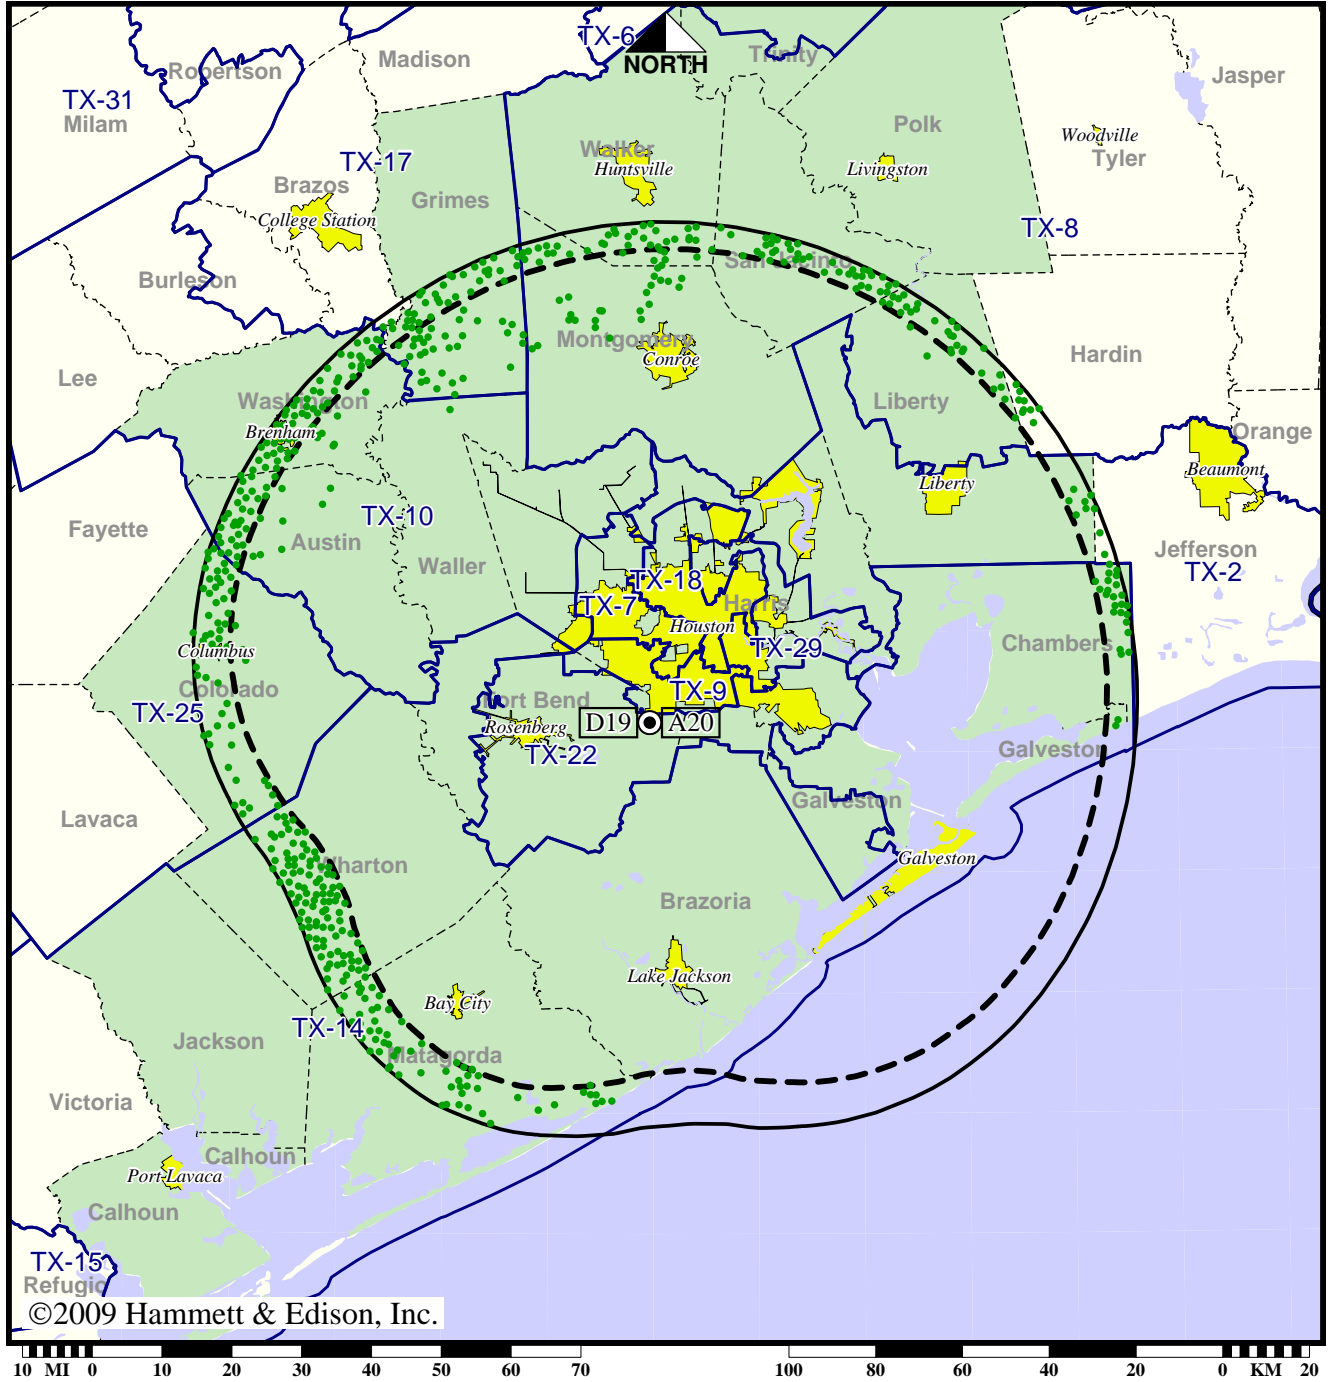 TX-6
NORTH
Madison
Trinity
Robertson
Jasper
TX-31
Milam
Polk
Woodville
Tyler
Walker
Huntsville
Livingston
TX-17
Brazos
Grimes
College Station
TX-8
San Jacinto
Burleson
Montgomery
Conroe
Hardin
Lee
Washington
Liberty
Brenham
Orange
Beaumont
Liberty
TX-10
Fayette
Austin
Waller
Jefferson
TX-2
TX-18
TX-7
Harris
Houston
TX-29
Chambers
Columbus
Colorado
TX-25
Fort Bend
TX-9
Rosenberg
D19
A20
TX-22
Galveston
Galveston
Lavaca
Galveston
Wharton
Brazoria
Lake Jackson
Bay City
TX-14
Jackson
Matagorda
Victoria
Calhoun
Port Lavaca
Calhoun
TX-15
Refugio
©2009 Hammett & Edison, Inc.
10 MI 0 10 20 30 40 50 60 70
100 80 60 40 20 0 KM 20